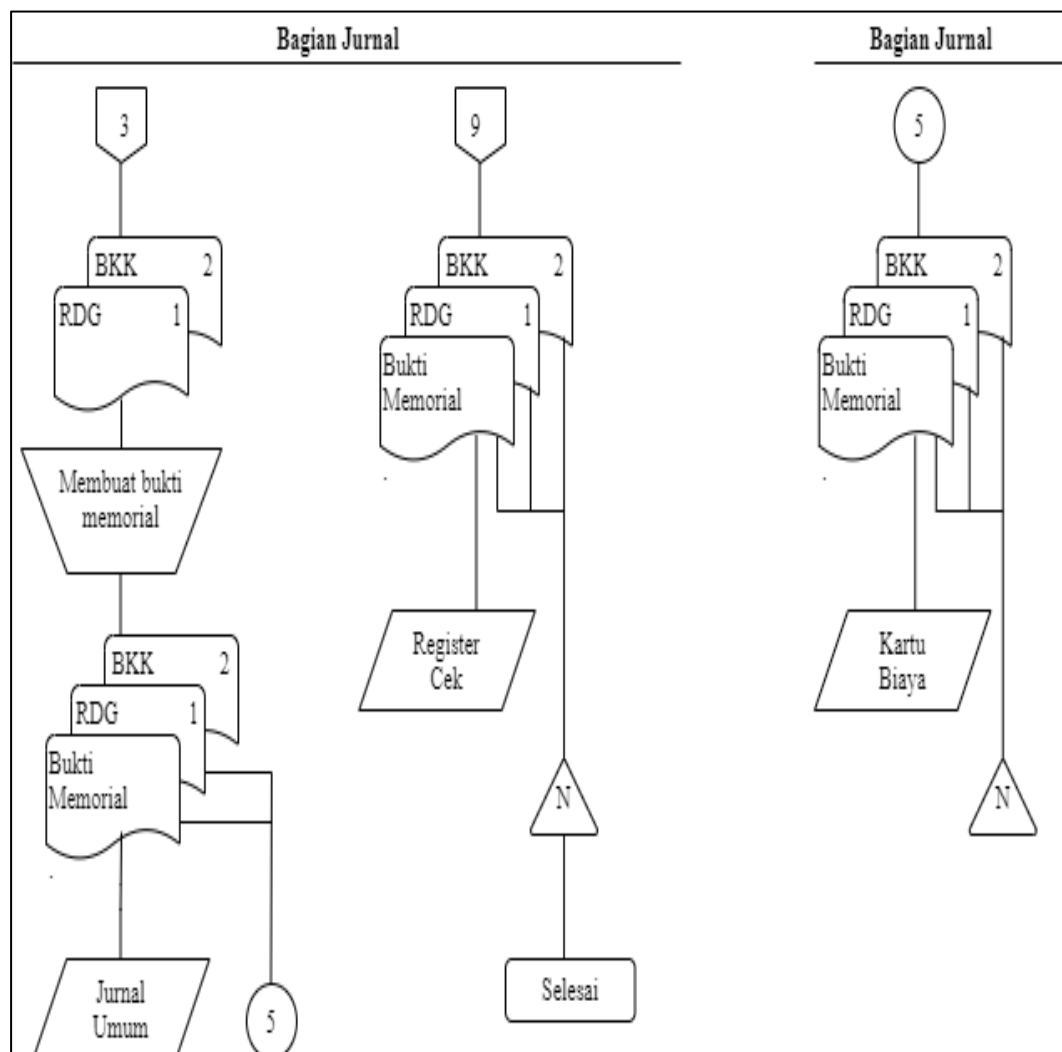 Bagian Jurnal
3
BKK 2
RDG 1
Membuat bukti
memorial
BKK 2
RDG 1
Bukti
Memorial
Jurnal
Umum
5
9
BKK 2
RDG 1
Bukti
Memorial
Register
Cek
N
Selesai
Bagian Jurnal
5
BKK 2
RDG 1
Bukti
Memorial
Kartu
Biaya
N